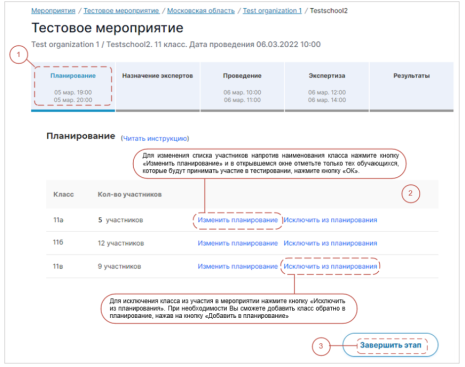 Мероприятия / Тестовое мероприятие / Московская область / Test organization 1 / Testschool2
Тестовое мероприятие
Test organization 1 / Testschool2. 11 класс. Дата проведения 06.03.2022 10:00
1
Планирование Назначение экспертов Проведение Экспертиза Результаты
05 мар. 19:00 06 мар. 10:00 06 мар. 12:00
05 мар. 20:00 06 мар. 11:00 06 мар. 14:00
Планирование (Читать инструкцию)
Для изменения списка участников напротив наименования класса нажмите кнопку
«Изменить планирование» и в открывшемся окне отметьте только тех обучающихся,
которые будут принимать участие в тестировании, нажмите кнопку «ОК».
Класс Кол-во участников 2
11а 5 участников Изменить планирование Исключить из планирования
11б 12 участников Изменить планирование Исключить из планирования
11в 9 участников Изменить планирование Исключить из планирования
Для исключения класса из участия в мероприятии нажмите кнопку «Исключить
из планирования». При необходимости Вы сможете добавить класс обратно в
планирование, нажав на кнопку «Добавить в планирование»
3 Завершить этап